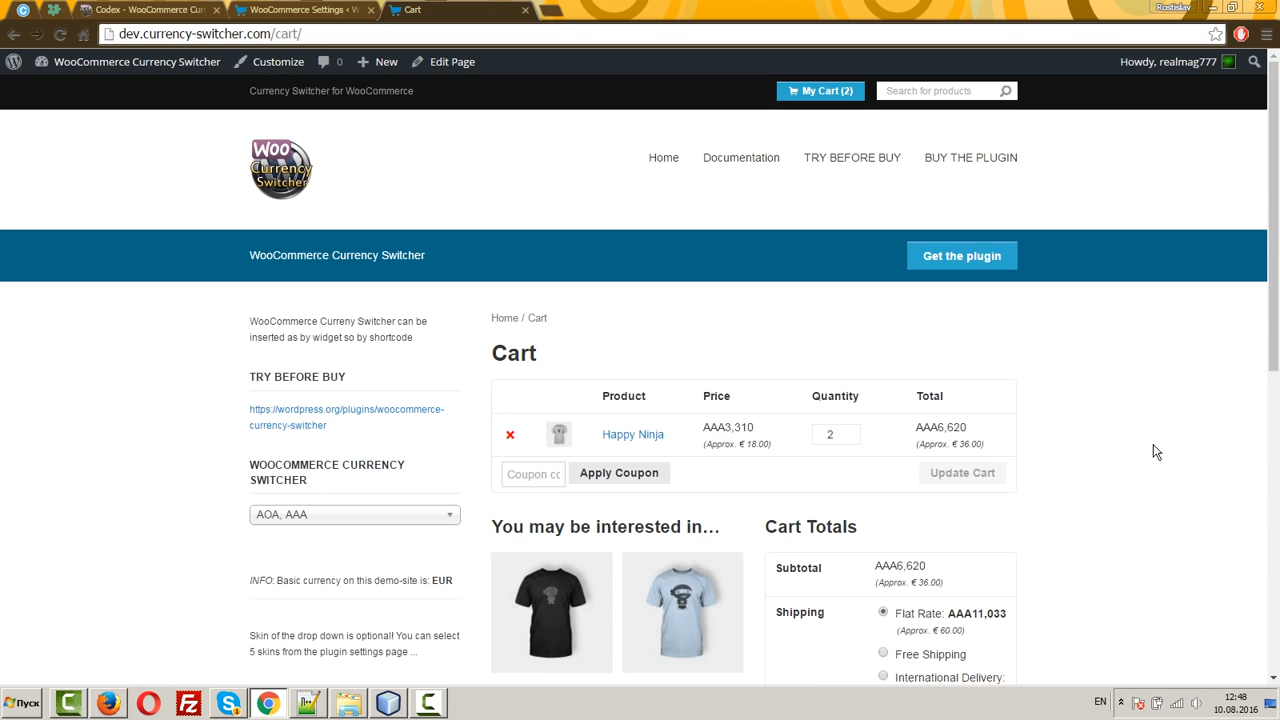 Codex - WooCommerce Curr
WooCommerce Settings ‹ W
Cart
Rostislav
dev.currency-switcher.com/cart/
WooCommerce Currency Switcher
Customize
0
New
Edit Page
Howdy, realmag777
Currency Switcher for WooCommerce
My Cart (2)
Search for products
WOO
Currency
Switcher
Home
Documentation
TRY BEFORE BUY
BUY THE PLUGIN
WooCommerce Currency Switcher
Get the plugin
WooCommerce Curreny Switcher can be
inserted as by widget so by shortcode
TRY BEFORE BUY
https://wordpress.org/plugins/woocommerce-
currency-switcher
WOOCOMMERCE CURRENCY
SWITCHER
AOA, AAA
INFO: Basic currency on this demo-site is: EUR
Skin of the drop down is optional! You can select
5 skins from the plugin settings page ...
Home / Cart
Cart
Product
Price
Quantity
Total
Happy Ninja
AAA3,310
(Approx. € 18.00)
2
AAA6,620
(Approx. € 36.00)
Coupon cc
Apply Coupon
Update Cart
You may be interested in…
Cart Totals
Subtotal
AAA6,620
(Approx. € 36.00)
Shipping
Flat Rate: AAA11,033
(Approx. € 60.00)
Free Shipping
International Delivery:
Пуск
EN
12:48
10.08.2016